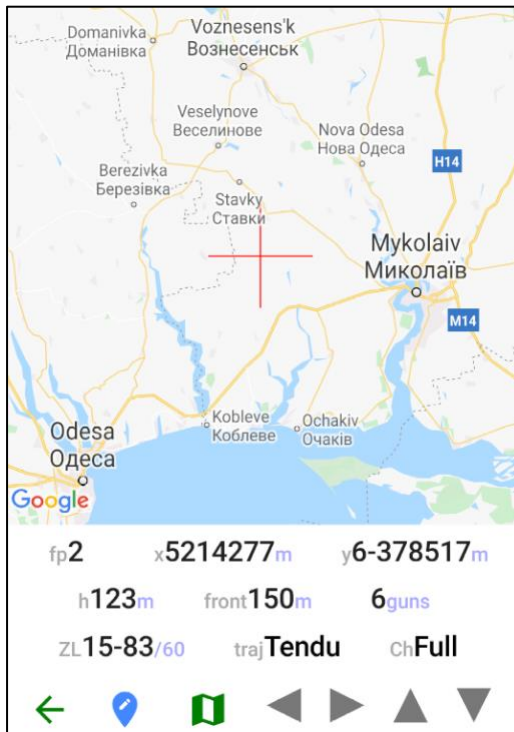 Domanivka
Доманівка
Voznesens'k
Вознесенськ
Veselynove
Веселинове
Nova Odesa
Нова Одеса
H14
Berezivka
Березівка
Stavky
Ставки
Mykolaiv
Миколаїв
M14
Kobleve
Коблеве
Ochakiv
Очаків
Odesa
Одеса
Google
fp2 x5214277m y6-378517m
h123m front150m 6guns
ZL15-83/60 trajTendu ChFull